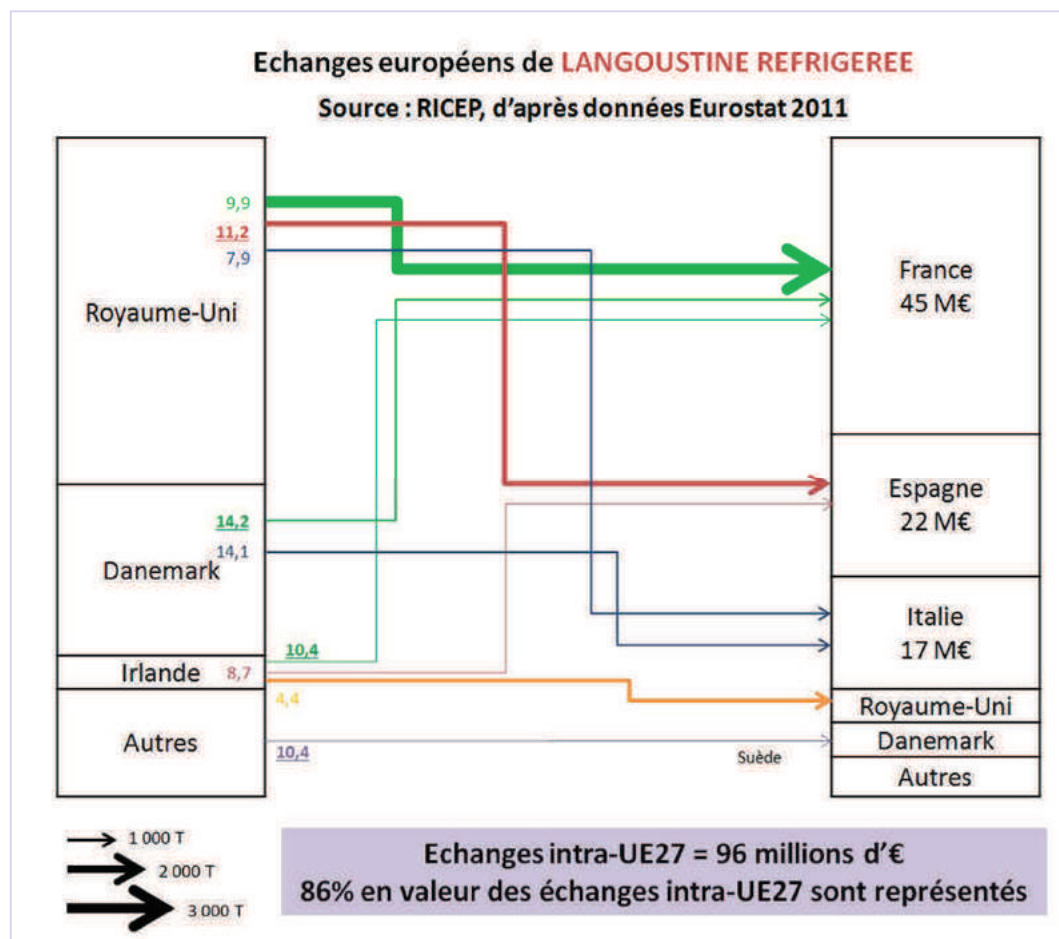 Echanges européens de LANGOUSTINE REFRIGEREE
Source : RICEP, d'après données Eurostat 2011
9,9
11,2
7,9
Royaume-Uni
14,2
14,1
Danemark
10,4
Irlande 8,7
4,4
Autres
10,4
Suède
France
45 M€
Espagne
22 M€
Italie
17 M€
Royaume-Uni
Danemark
Autres
1 000 T
2 000 T
3 000 T
Echanges intra-UE27 = 96 millions d'€
86% en valeur des échanges intra-UE27 sont représentés